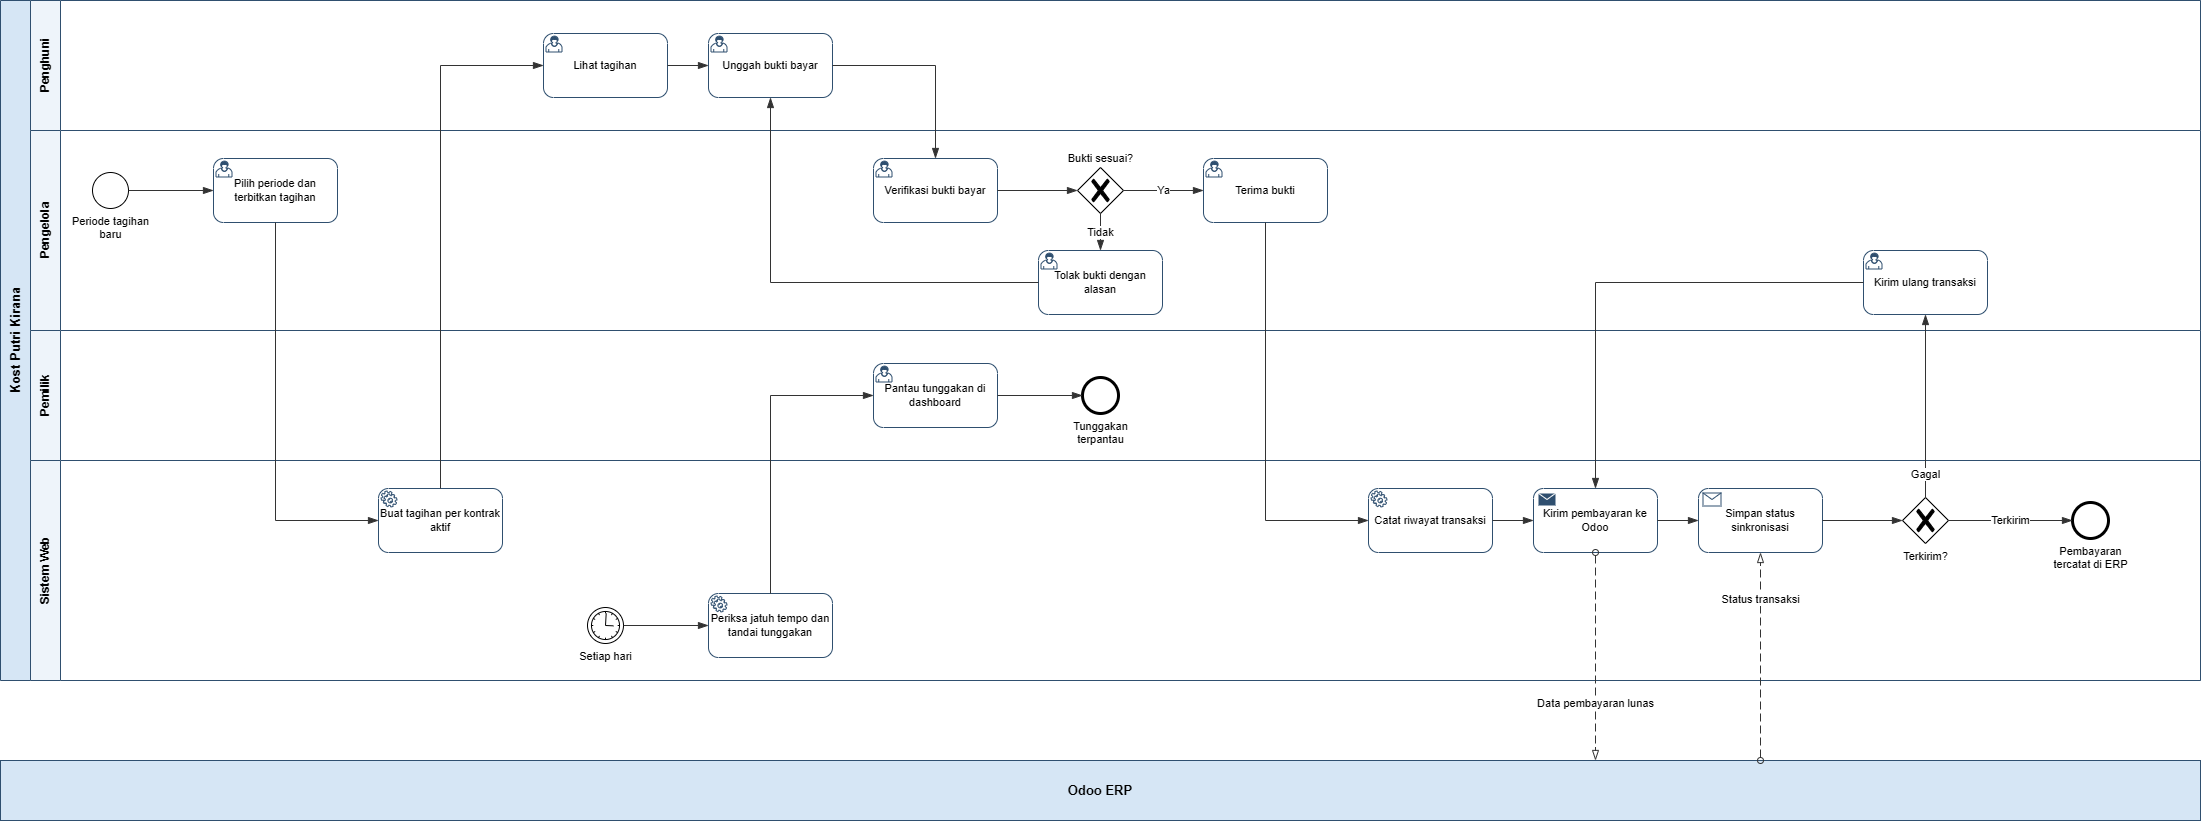 Kost Putri Kirana
Penghuni
Lihat tagihan
Unggah bukti bayar
Pengelola
Periode tagihan
baru
Pilih periode dan
terbitkan tagihan
Verifikasi bukti bayar
Bukti sesuai?
Ya
Terima bukti
Tidak
Tolak bukti dengan
alasan
Kirim ulang transaksi
Pemilik
Pantau tunggakan di
dashboard
Tunggakan
terpantau
Sistem Web
Buat tagihan per kontrak
aktif
Setiap hari
Periksa jatuh tempo dan
tandai tunggakan
Catat riwayat transaksi
Kirim pembayaran ke
Odoo
Simpan status
sinkronisasi
Gagal
Terkirim?
Terkirim
Pembayaran
tercatat di ERP
Status transaksi
Data pembayaran lunas
Odoo ERP